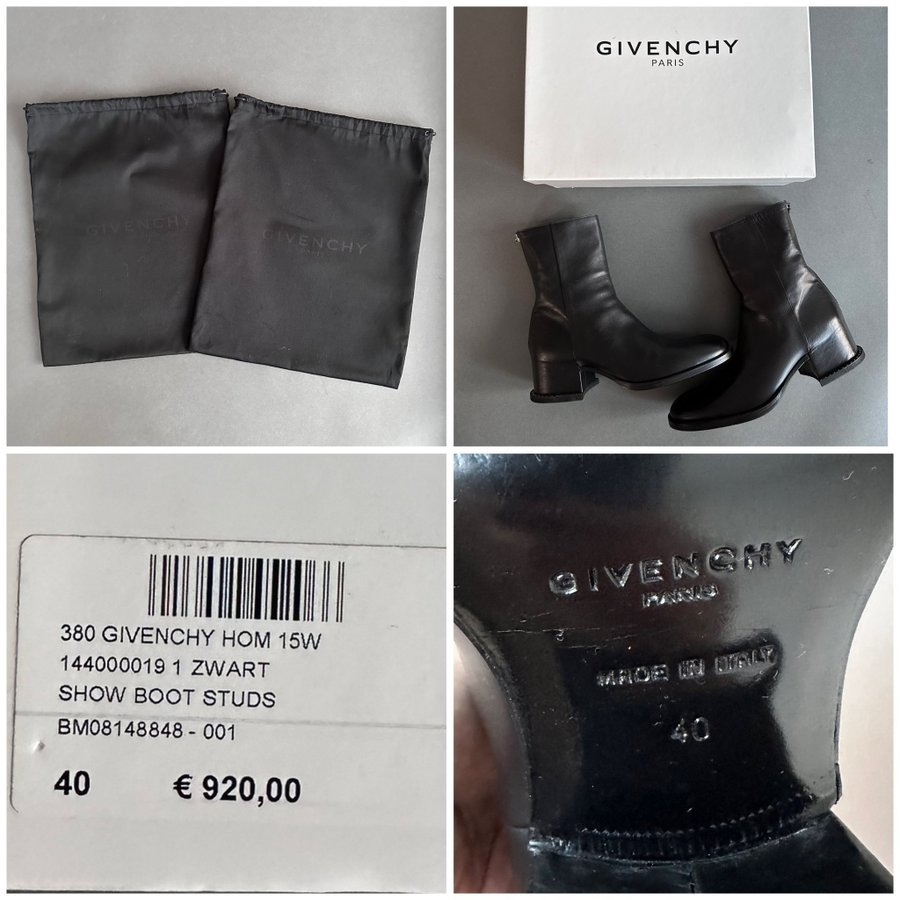 GIVENCHY
PARIS
GIVENCHY
PARIS
GIVENCHY
PARIS
380 GIVENCHY HOM 15W
144000019 1 ZWART
SHOW BOOT STUDS
BM08148848 - 001
40 € 920,00
GIVENCHY
PARIS
MADE IN ITALY
40